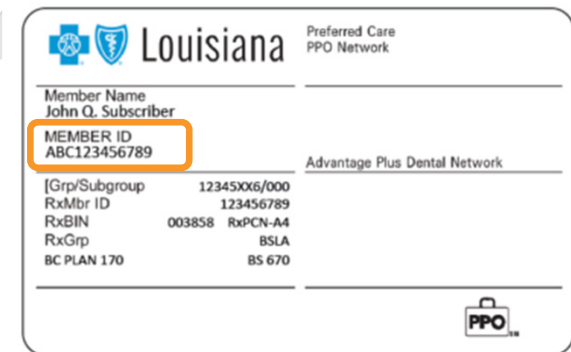 Louisiana
Preferred Care
PPO Network
Member Name
John Q. Subscriber
MEMBER ID
ABC123456789
Advantage Plus Dental Network
[Grp/Subgroup 12345XX6/000
RxMbr ID 123456789
RxBIN 003858 RxPCN-A4
RxGrp BSLA
BC PLAN 170 BS 670
PPO
SM